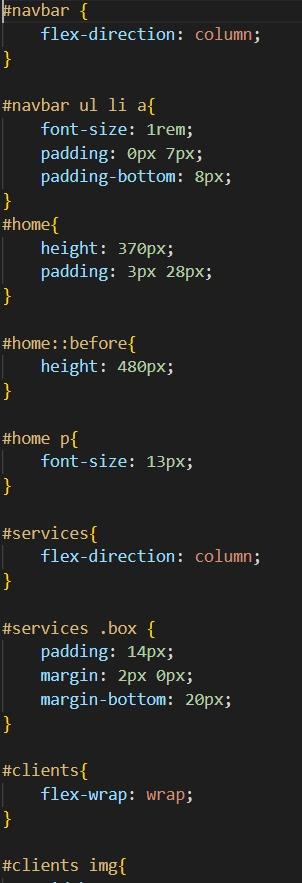 #navbar {
    flex-direction: column;
}

#navbar ul li a{
    font-size: 1rem;
    padding: 0px 7px;
    padding-bottom: 8px;
}
#home{
    height: 370px;
    padding: 3px 28px;
}

#home::before{
    height: 480px;
}

#home p{
    font-size: 13px;
}

#services{
    flex-direction: column;
}

#services .box {
    padding: 14px;
    margin: 2px 0px;
    margin-bottom: 20px;
}

#clients{
    flex-wrap: wrap;
}

#clients img{